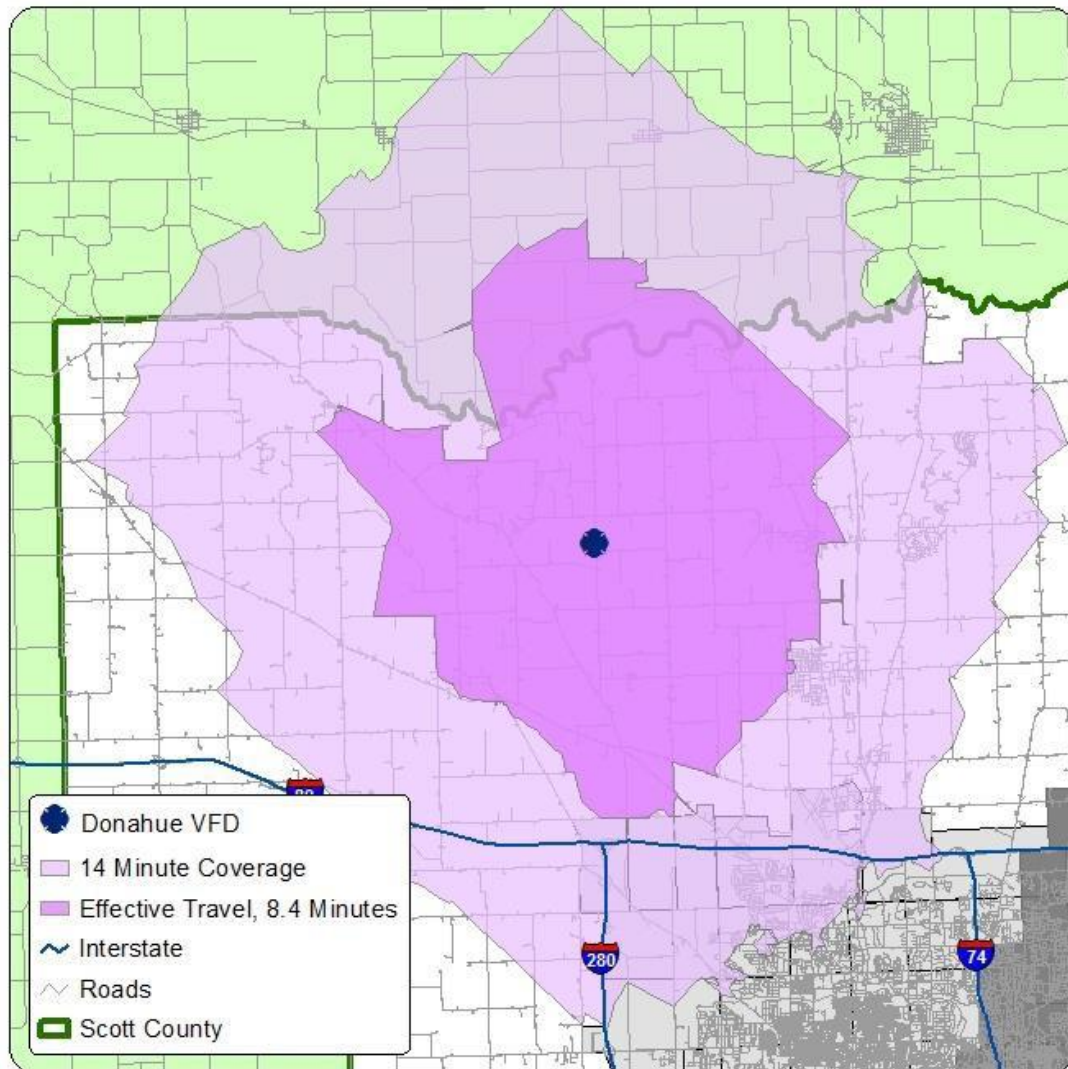 Donahue VFD
14 Minute Coverage
Effective Travel, 8.4 Minutes
Interstate
Roads
Scott County
280
74